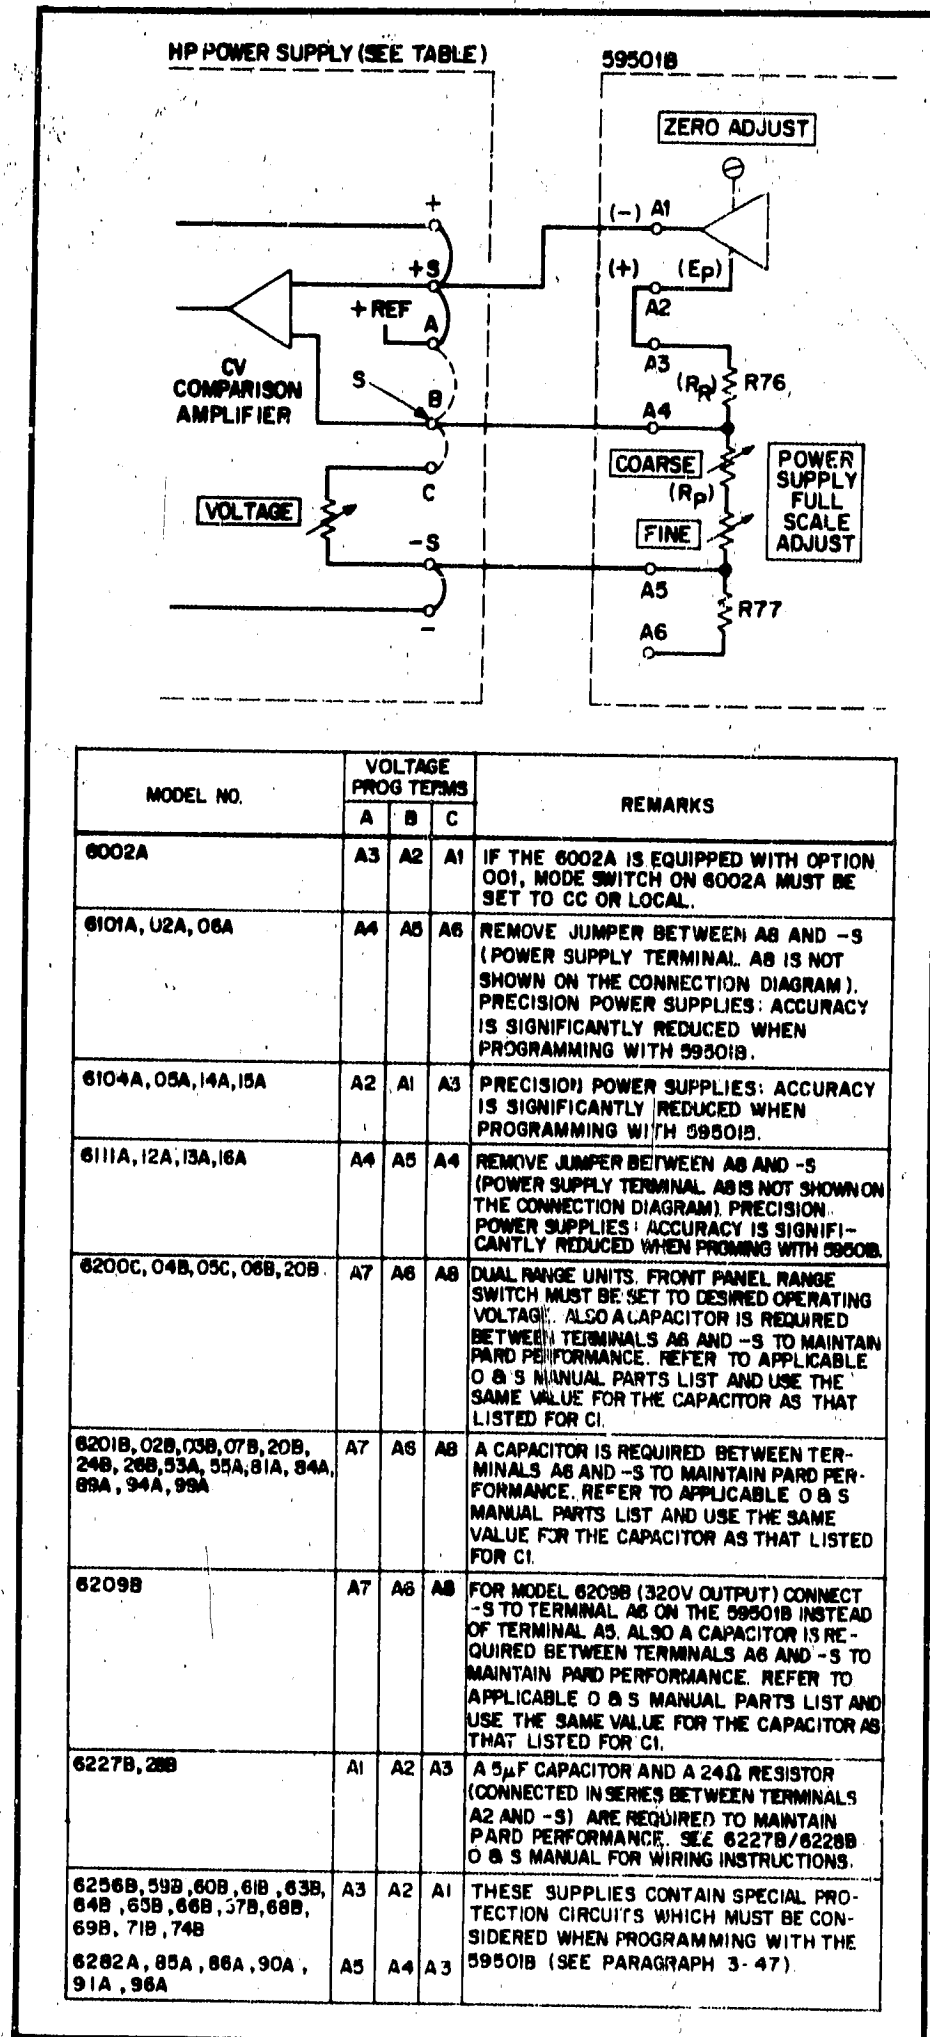 HP POWER SUPPLY (SEE TABLE)
59501B
ZERO ADJUST
+
(-) A1
+S
(+)
(Ep)
+ REF
A
A2
A3
CV
COMPARISON
AMPLIFIER
S
B
(RR)
R76
A4
COARSE
POWER
SUPPLY
FULL
SCALE
ADJUST
C
(Rp)
VOLTAGE
FINE
-S
A5
R77
-
A6
MODEL NO.
VOLTAGE
PROG TERMS
A B C
REMARKS
6002A
A3 A2 A1
IF THE 6002A IS EQUIPPED WITH OPTION
001, MODE SWITCH ON 6002A MUST BE
SET TO CC OR LOCAL.
6101A, 02A, 06A
A4 A5 A6
REMOVE JUMPER BETWEEN A8 AND -S
(POWER SUPPLY TERMINAL A8 IS NOT
SHOWN ON THE CONNECTION DIAGRAM).
PRECISION POWER SUPPLIES: ACCURACY
IS SIGNIFICANTLY REDUCED WHEN
PROGRAMMING WITH 59501B.
6104A, 05A, 14A, 15A
A2 A1 A3
PRECISION POWER SUPPLIES: ACCURACY
IS SIGNIFICANTLY REDUCED WHEN
PROGRAMMING WITH 59501B.
6111A, 12A, 13A, 16A
A4 A5 A4
REMOVE JUMPER BETWEEN A8 AND -S
(POWER SUPPLY TERMINAL A8 IS NOT SHOWN ON
THE CONNECTION DIAGRAM). PRECISION
POWER SUPPLIES: ACCURACY IS SIGNIFI-
CANTLY REDUCED WHEN PROMING WITH 59501B.
6200C, 04B, 05C, 06B, 20B
A7 A6 A8
DUAL RANGE UNITS. FRONT PANEL RANGE
SWITCH MUST BE SET TO DESIRED OPERATING
VOLTAGE. ALSO A CAPACITOR IS REQUIRED
BETWEEN TERMINALS A6 AND -S TO MAINTAIN
PARD PERFORMANCE. REFER TO APPLICABLE
O & S MANUAL PARTS LIST AND USE THE
SAME VALUE FOR THE CAPACITOR AS THAT
LISTED FOR C1.
6201B, 02B, 03B, 07B, 20B,
24B, 26B, 53A, 55A, 81A, 84A,
89A, 94A, 99A
A7 A6 A8
A CAPACITOR IS REQUIRED BETWEEN TER-
MINALS A6 AND -S TO MAINTAIN PARD PER-
FORMANCE. REFER TO APPLICABLE O & S
MANUAL PARTS LIST AND USE THE SAME
VALUE FOR THE CAPACITOR AS THAT LISTED
FOR C1.
6209B
A7 A6 A8
FOR MODEL 6209B (320V OUTPUT) CONNECT
-S TO TERMINAL A6 ON THE 59501B INSTEAD
OF TERMINAL A5. ALSO A CAPACITOR IS RE-
QUIRED BETWEEN TERMINALS A6 AND -S TO
MAINTAIN PARD PERFORMANCE. REFER TO
APPLICABLE O & S MANUAL PARTS LIST AND
USE THE SAME VALUE FOR THE CAPACITOR AS
THAT LISTED FOR C1.
6227B, 28B
A1 A2 A3
A 5μF CAPACITOR AND A 24Ω RESISTOR
(CONNECTED IN SERIES BETWEEN TERMINALS
A2 AND -S) ARE REQUIRED TO MAINTAIN
PARD PERFORMANCE. SEE 6227B/6228B
O & S MANUAL FOR WIRING INSTRUCTIONS.
6256B, 59B, 60B, 61B, 63B,
64B, 65B, 66B, 67B, 68B,
69B, 71B, 74B
A3 A2 A1
THESE SUPPLIES CONTAIN SPECIAL PRO-
TECTION CIRCUITS WHICH MUST BE CON-
SIDERED WHEN PROGRAMMING WITH THE
59501B (SEE PARAGRAPH 3-47)
6282A, 85A, 86A, 90A,
91A, 96A
A5 A4 A3